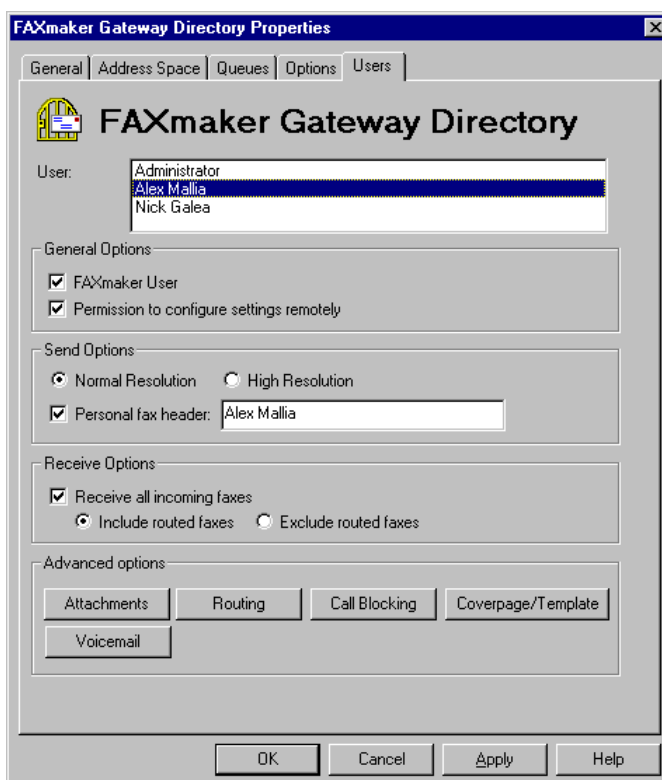 FAXmaker Gateway Directory Properties
General Address Space Queues Options Users
FAXmaker Gateway Directory
User: Administrator
Alex Mallia
Nick Galea
General Options
FAXmaker User
Permission to configure settings remotely
Send Options
Normal Resolution High Resolution
Personal fax header: Alex Mallia
Receive Options
Receive all incoming faxes
Include routed faxes Exclude routed faxes
Advanced options
Attachments Routing Call Blocking Coverpage/Template
Voicemail
OK Cancel Apply Help